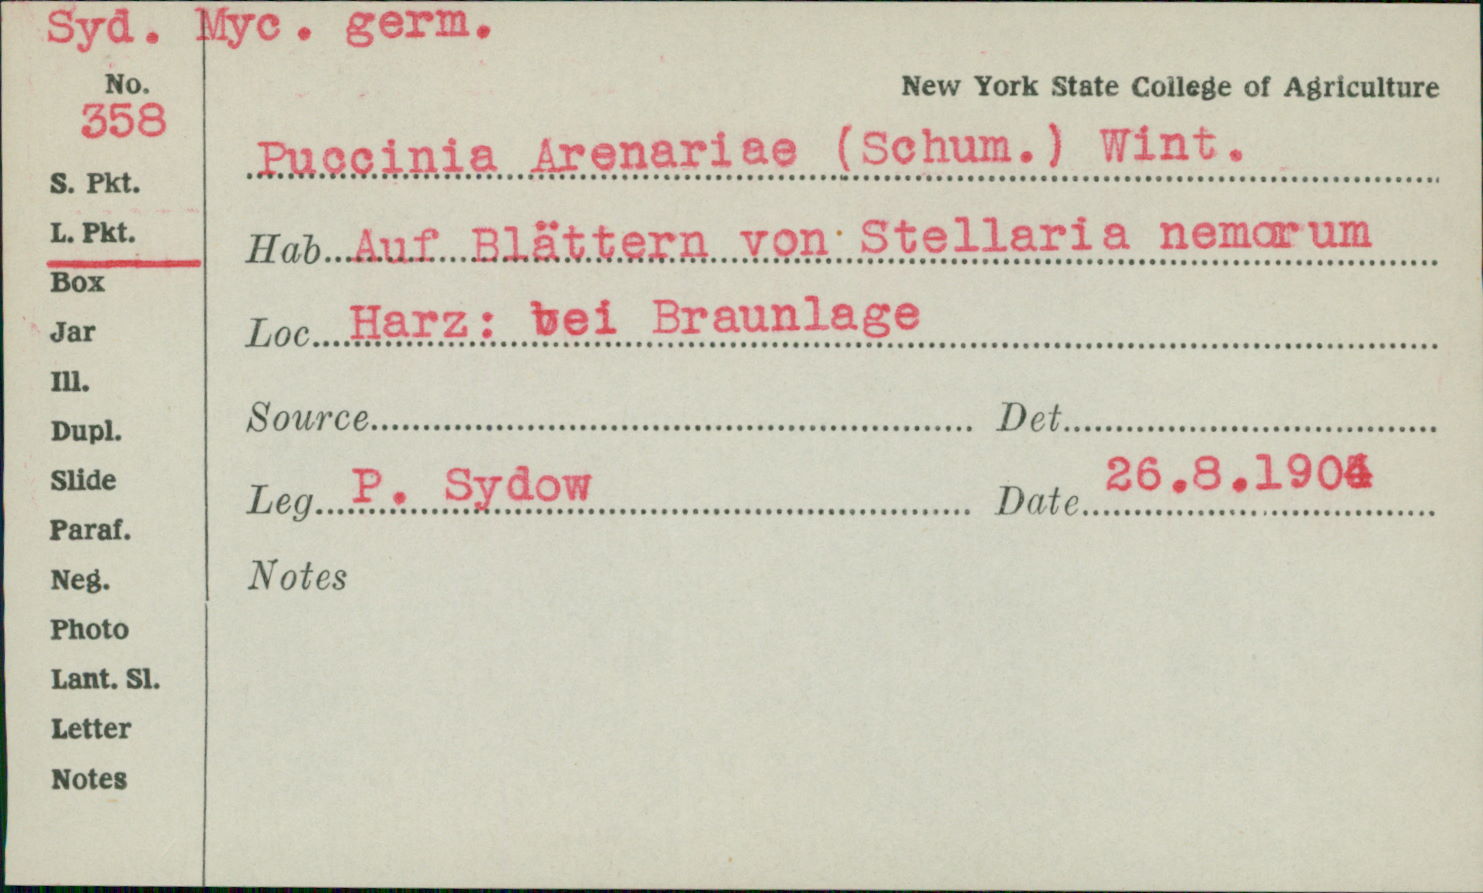 Syd. Myc. germ.
No.
358
New York State College of Agriculture
Puccinia Arenariae (Schum.) Wint.
S. Pkt.
L. Pkt.
Hab. Auf Blättern von Stellaria nemorum
Box
Jar
Loc. Harz: bei Braunlage
Ill.
Dupl.
Source
Det.
Slide
Leg. P. Sydow
Date 26.8.1904
Paraf.
Neg.
Notes
Photo
Lant. Sl.
Letter
Notes